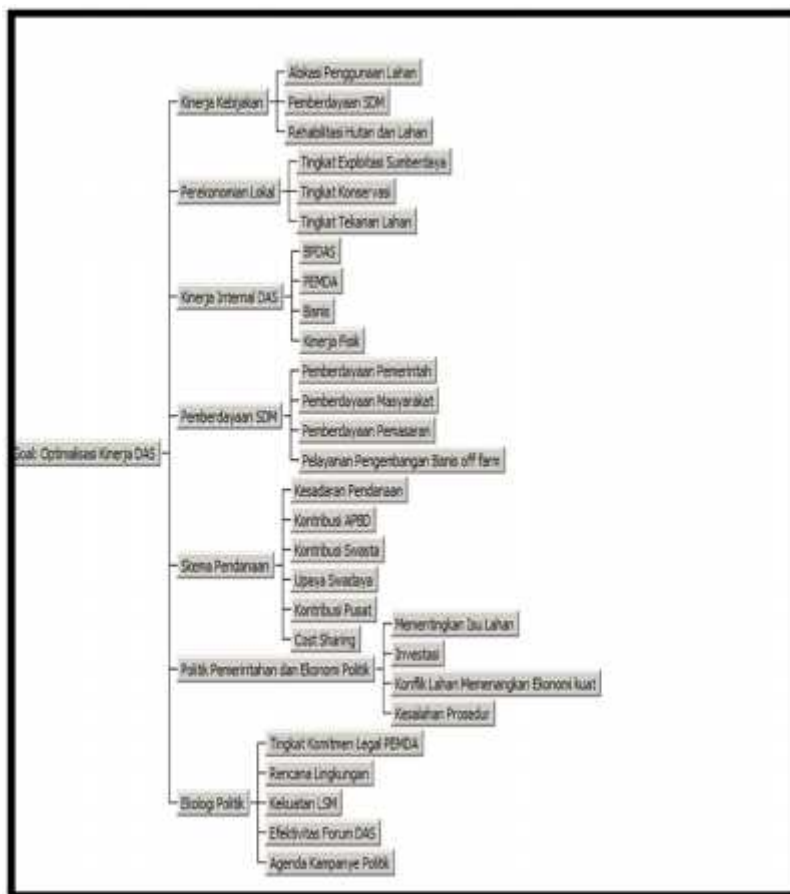 Goal: Optimalisasi Kinerja DAS
Kinerja Kebijakan
Alokasi Penggunaan Lahan
Pemberdayaan SDM
Rehabilitasi Hutan dan Lahan
Perekonomian Lokal
Tingkat Exploitasi Sumberdaya
Tingkat Konservasi
Tingkat Tekanan Lahan
Kinerja Internal DAS
BPDAS
PEMDA
Bisnis
Kinerja Fisik
Pemberdayaan SDM
Pemberdayaan Pemerintah
Pemberdayaan Masyarakat
Pemberdayaan Pemasaran
Pelayanan Pengembangan Bisnis off farm
Skema Pendanaan
Kesadaran Pendanaan
Kontribusi APBD
Kontribusi Swasta
Upaya Swadaya
Kontribusi Pusat
Cost Sharing
Politik Pemerintahan dan Ekonomi Politik
Mementingkan Isu Lahan
Investasi
Konflik Lahan Memenangkan Ekonomi kuat
Kesalahan Prosedur
Ekologi Politik
Tingkat Komitmen Legal PEMDA
Rencana Lingkungan
Kekuatan LSM
Efektivitas Forum DAS
Agenda Kampanye Politik